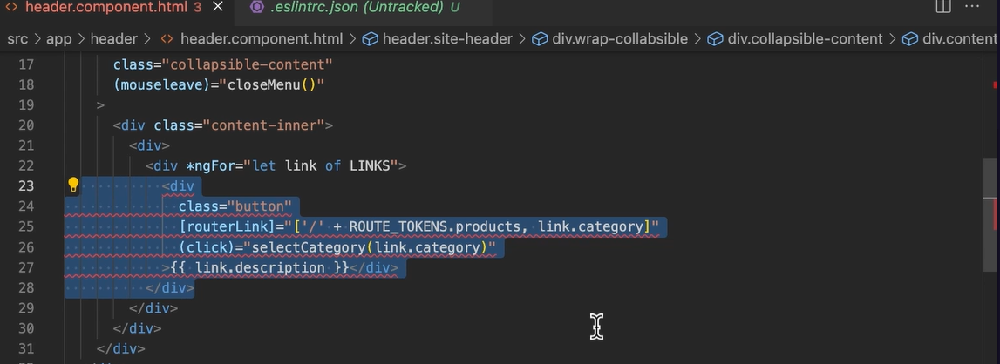 <> header.component.html 3 × .eslintrc.json (Untracked) U ···
src > app > header > <> header.component.html > header.site-header > div.wrap-collabsible > div.collapsible-content > div.content
17 class="collapsible-content"
18 (mouseleave)="closeMenu()"
19 >
20 <div class="content-inner">
21 <div>
22 <div *ngFor="let link of LINKS">
23 <div
24 class="button"
25 [routerLink]="['/' + ROUTE_TOKENS.products, link.category]"
26 (click)="selectCategory(link.category)"
27 >{{ link.description }}</div>
28 </div>
29 </div>
30 </div>
31 </div>